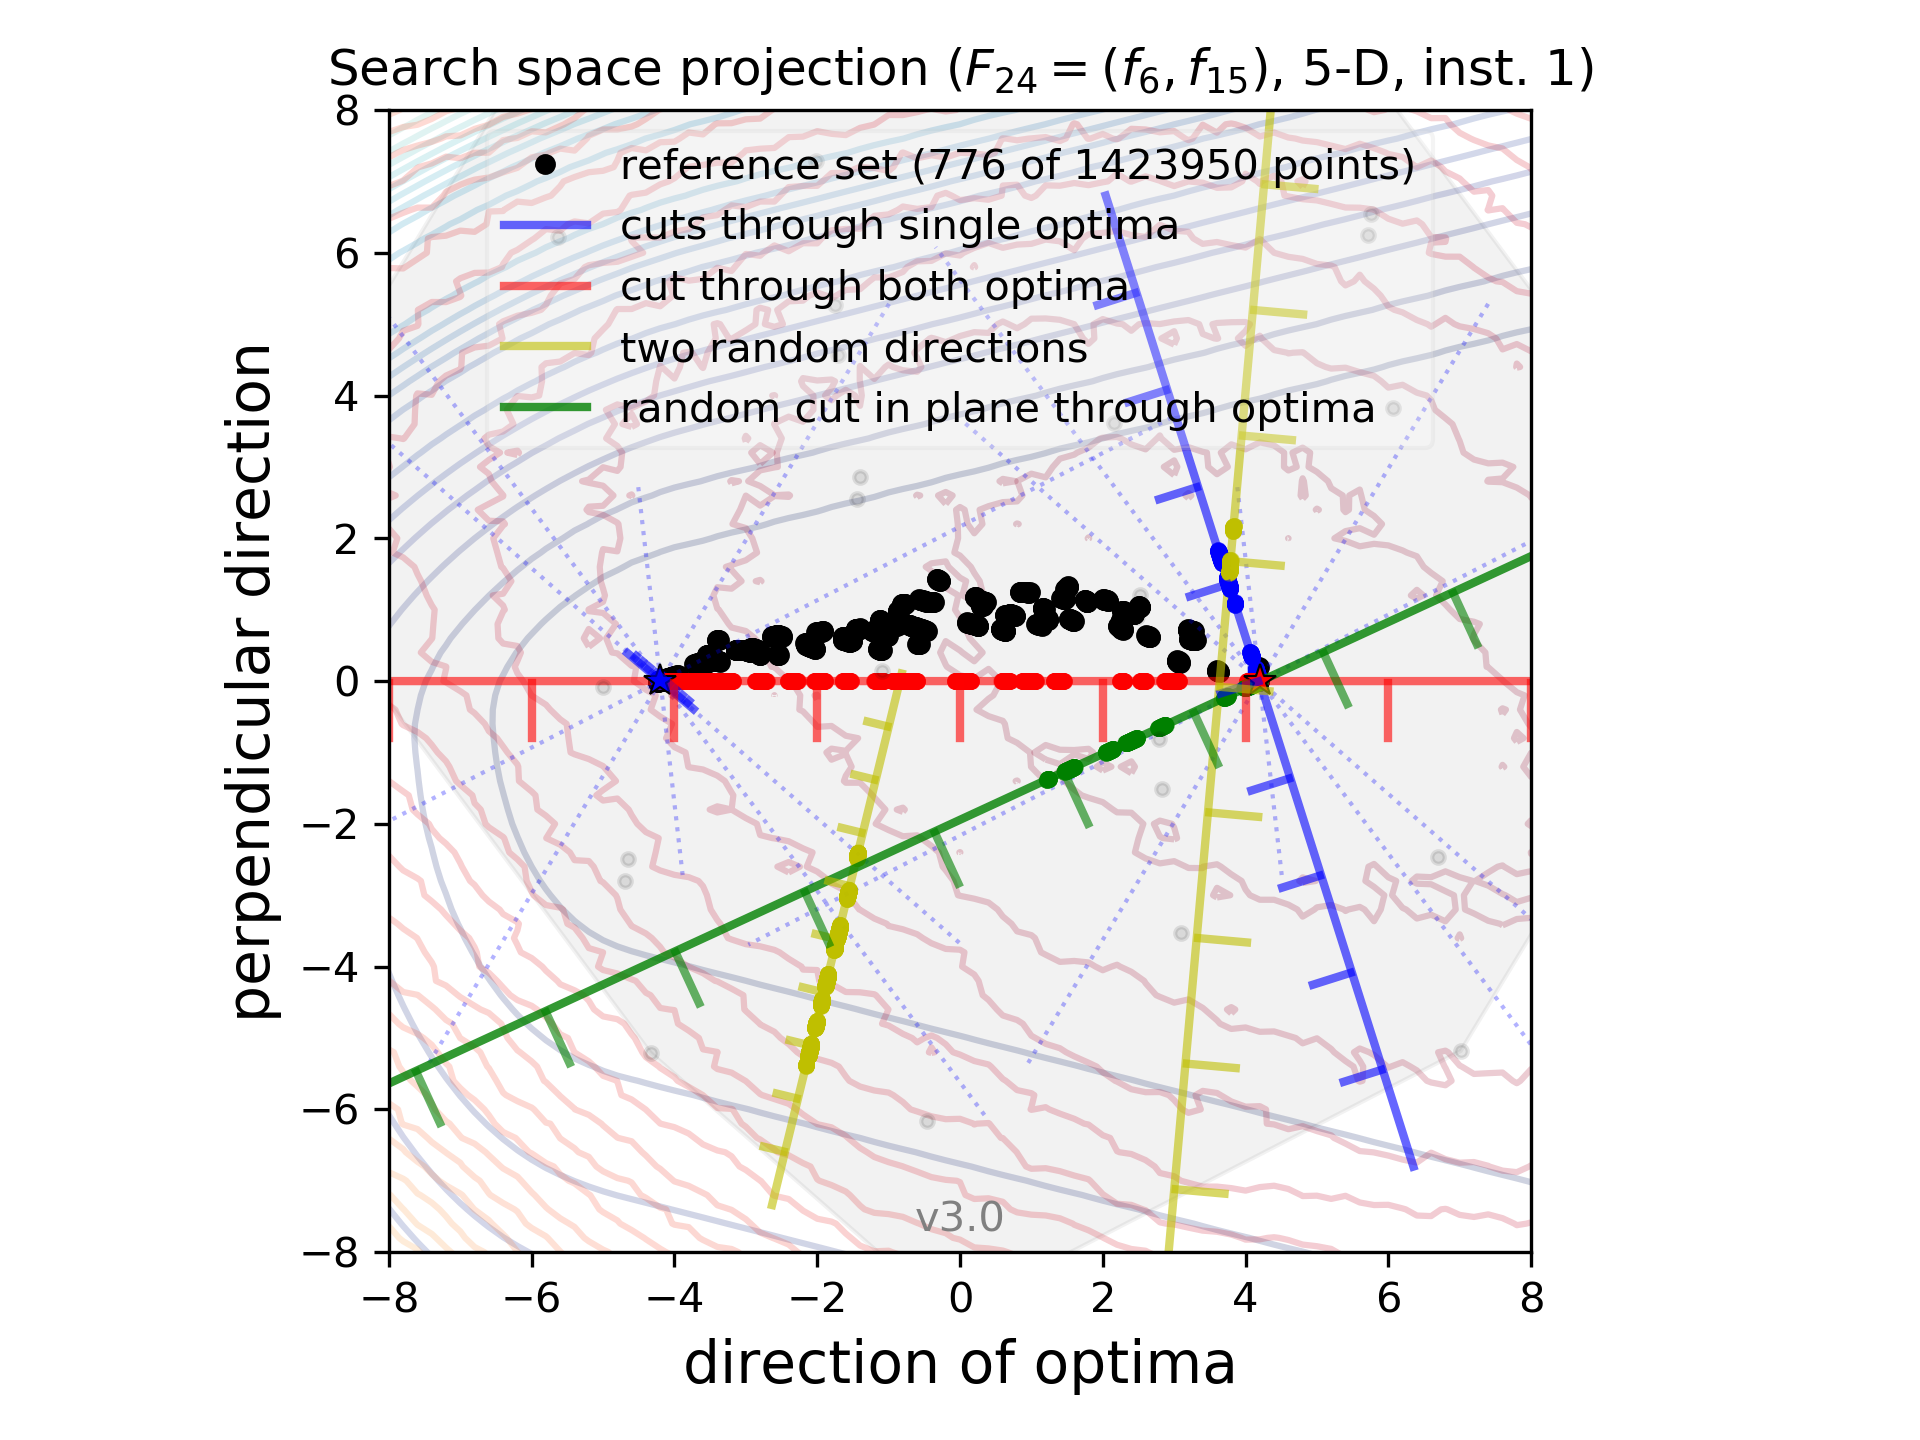 Search space projection (F24 = (f6, f15), 5-D, inst. 1)
8
reference set (776 of 1423950 points)
cuts through single optima
6
cut through both optima
two random directions
4
random cut in plane through optima
2
0
−2
−4
−6
v3.0
−8
−8 −6 −4 −2 0 2 4 6 8
direction of optima
perpendicular direction